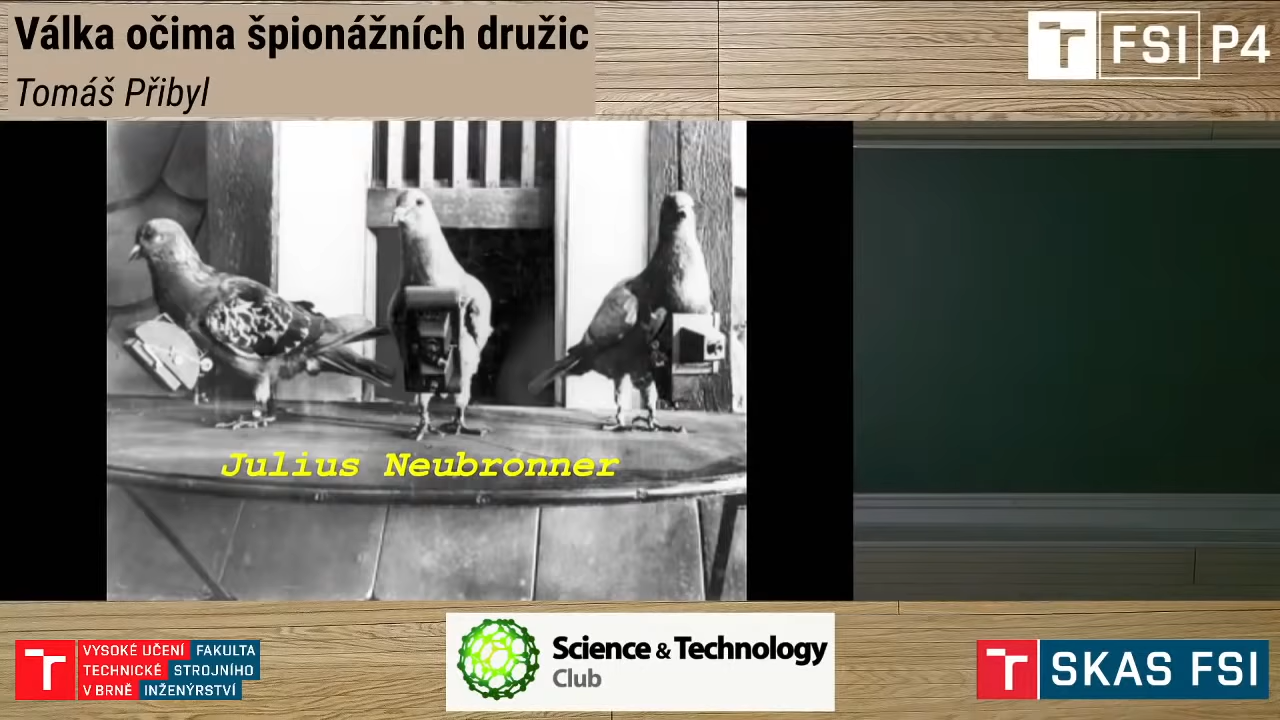 Válka očima špionážních družic
Tomáš Přibyl
T FSI P4
Julius Neubronner
VYSOKÉ UČENÍ FAKULTA
TECHNICKÉ STROJNÍHO
V BRNĚ INŽENÝRSTVÍ
Science & Technology
Club
SKAS FSI